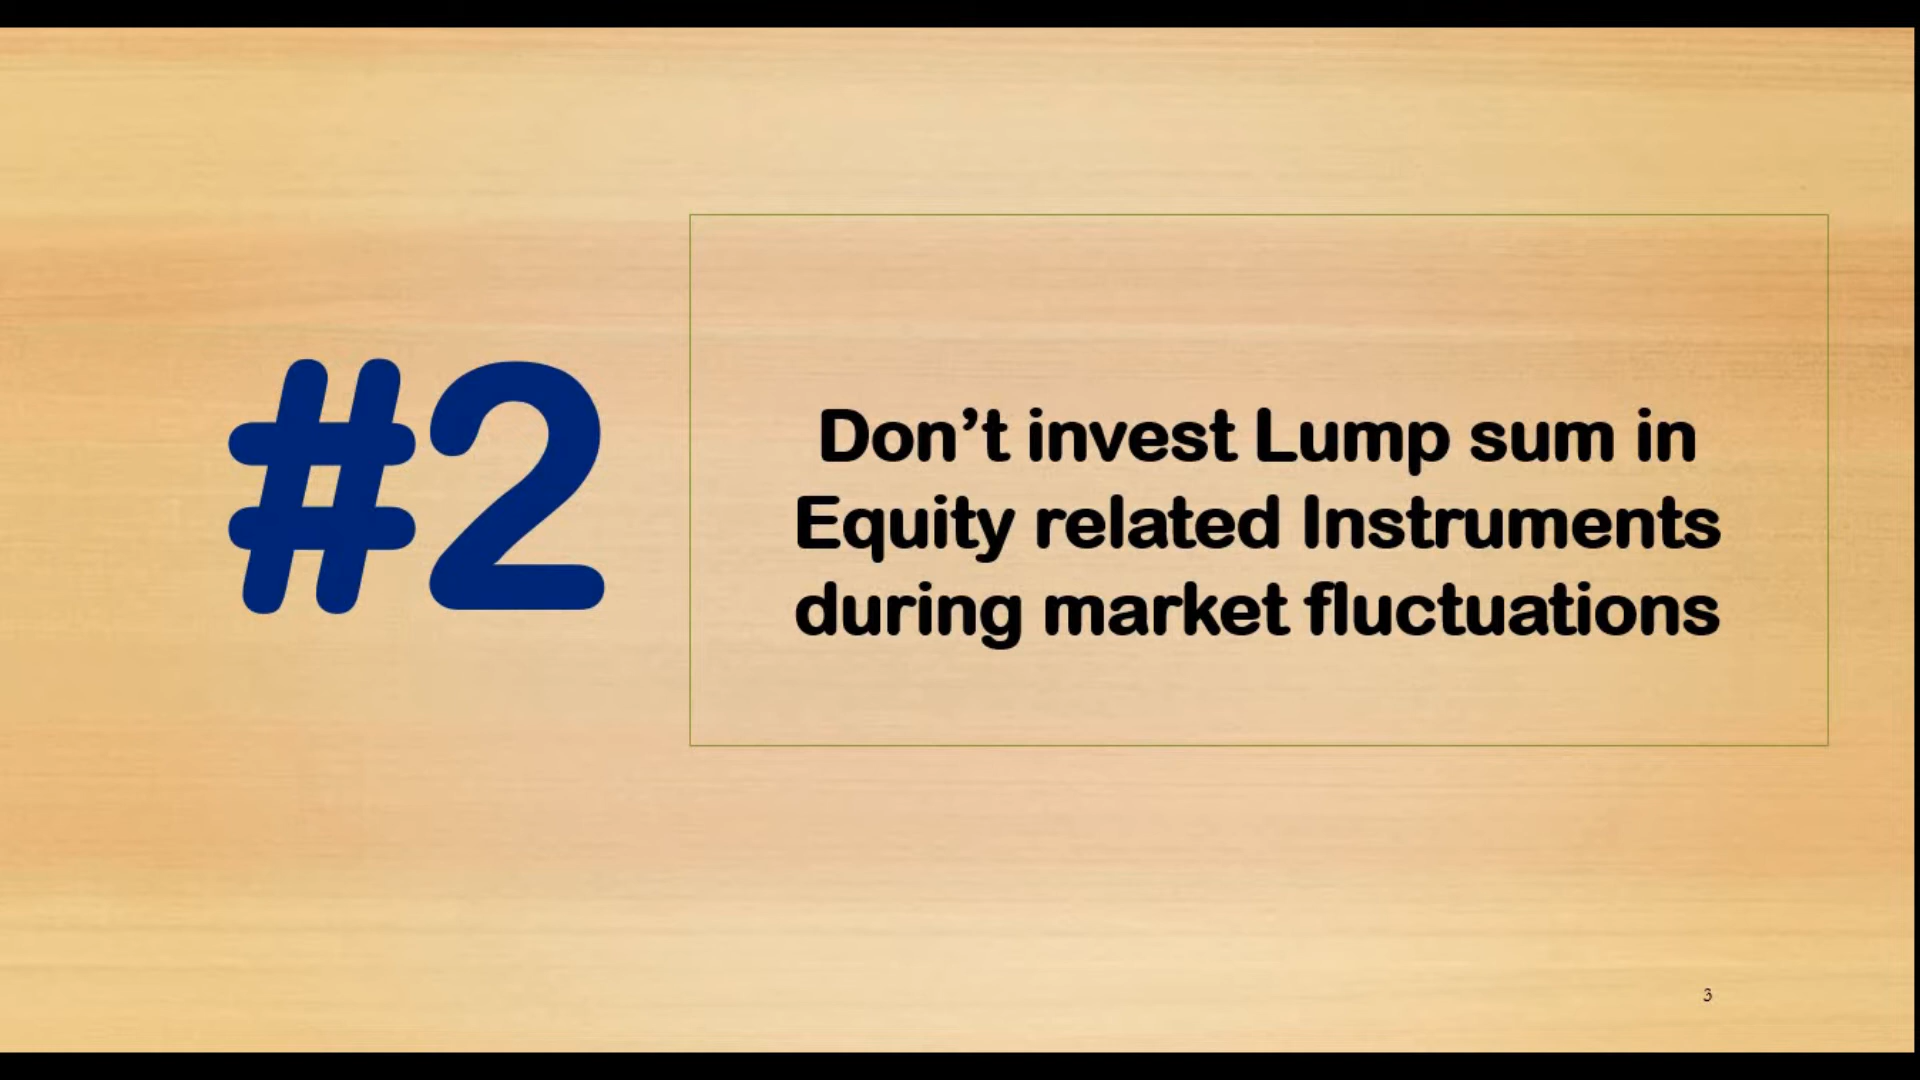 #2
Don’t invest Lump sum in
Equity related Instruments
during market fluctuations
3